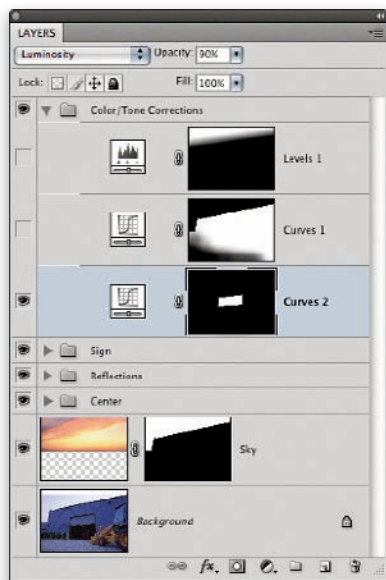 LAYERS
Luminosity Opacity: 90%
Lock: Fill: 100%
Color/Tone Corrections
Levels 1
Curves 1
Curves 2
Sign
Reflections
Center
Sky
Background
fx